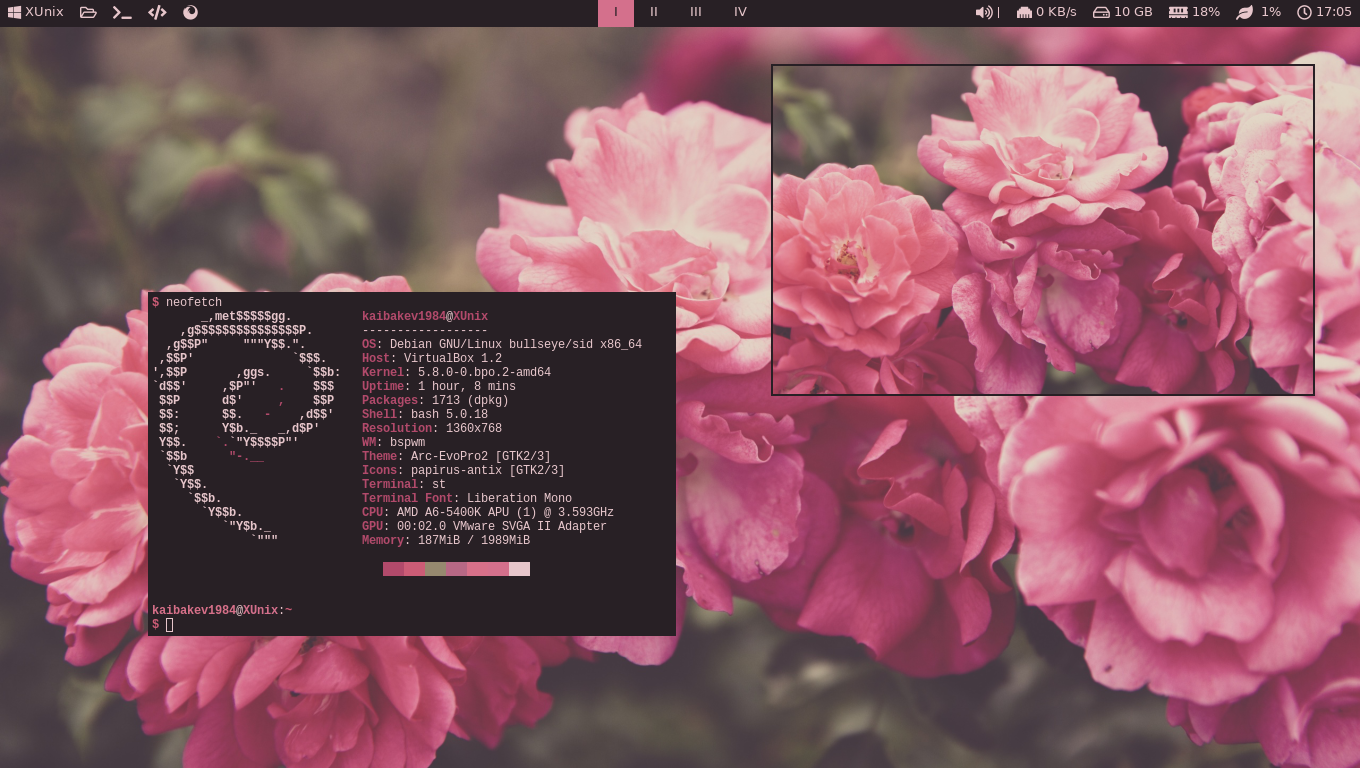 XUnix I II III IV 0 KB/s 10 GB 18% 1% 17:05
$ neofetch
_,met$$$$$gg. kaibakev1984@XUnix
,g$$$$$$$$$$$$$$$P. ------------------
,g$$P" """Y$$.". OS: Debian GNU/Linux bullseye/sid x86_64
,$$P' `$$$. Host: VirtualBox 1.2
',$$P ,ggs. `$$b: Kernel: 5.8.0-0.bpo.2-amd64
`d$$' ,$P"' . $$$ Uptime: 1 hour, 8 mins
$$P d$' , $$P Packages: 1713 (dpkg)
$$: $$. - ,d$$' Shell: bash 5.0.18
$$; Y$b._ _,d$P' Resolution: 1360x768
Y$$. `.`"Y$$$$P"' WM: bspwm
`$$b "-.__ Theme: Arc-EvoPro2 [GTK2/3]
`Y$$ Icons: papirus-antix [GTK2/3]
`Y$$. Terminal: st
`$$b. Terminal Font: Liberation Mono
`Y$$b. CPU: AMD A6-5400K APU (1) @ 3.593GHz
`"Y$b._ GPU: 00:02.0 VMware SVGA II Adapter
`""" Memory: 187MiB / 1989MiB
kaibakev1984@XUnix:~
$